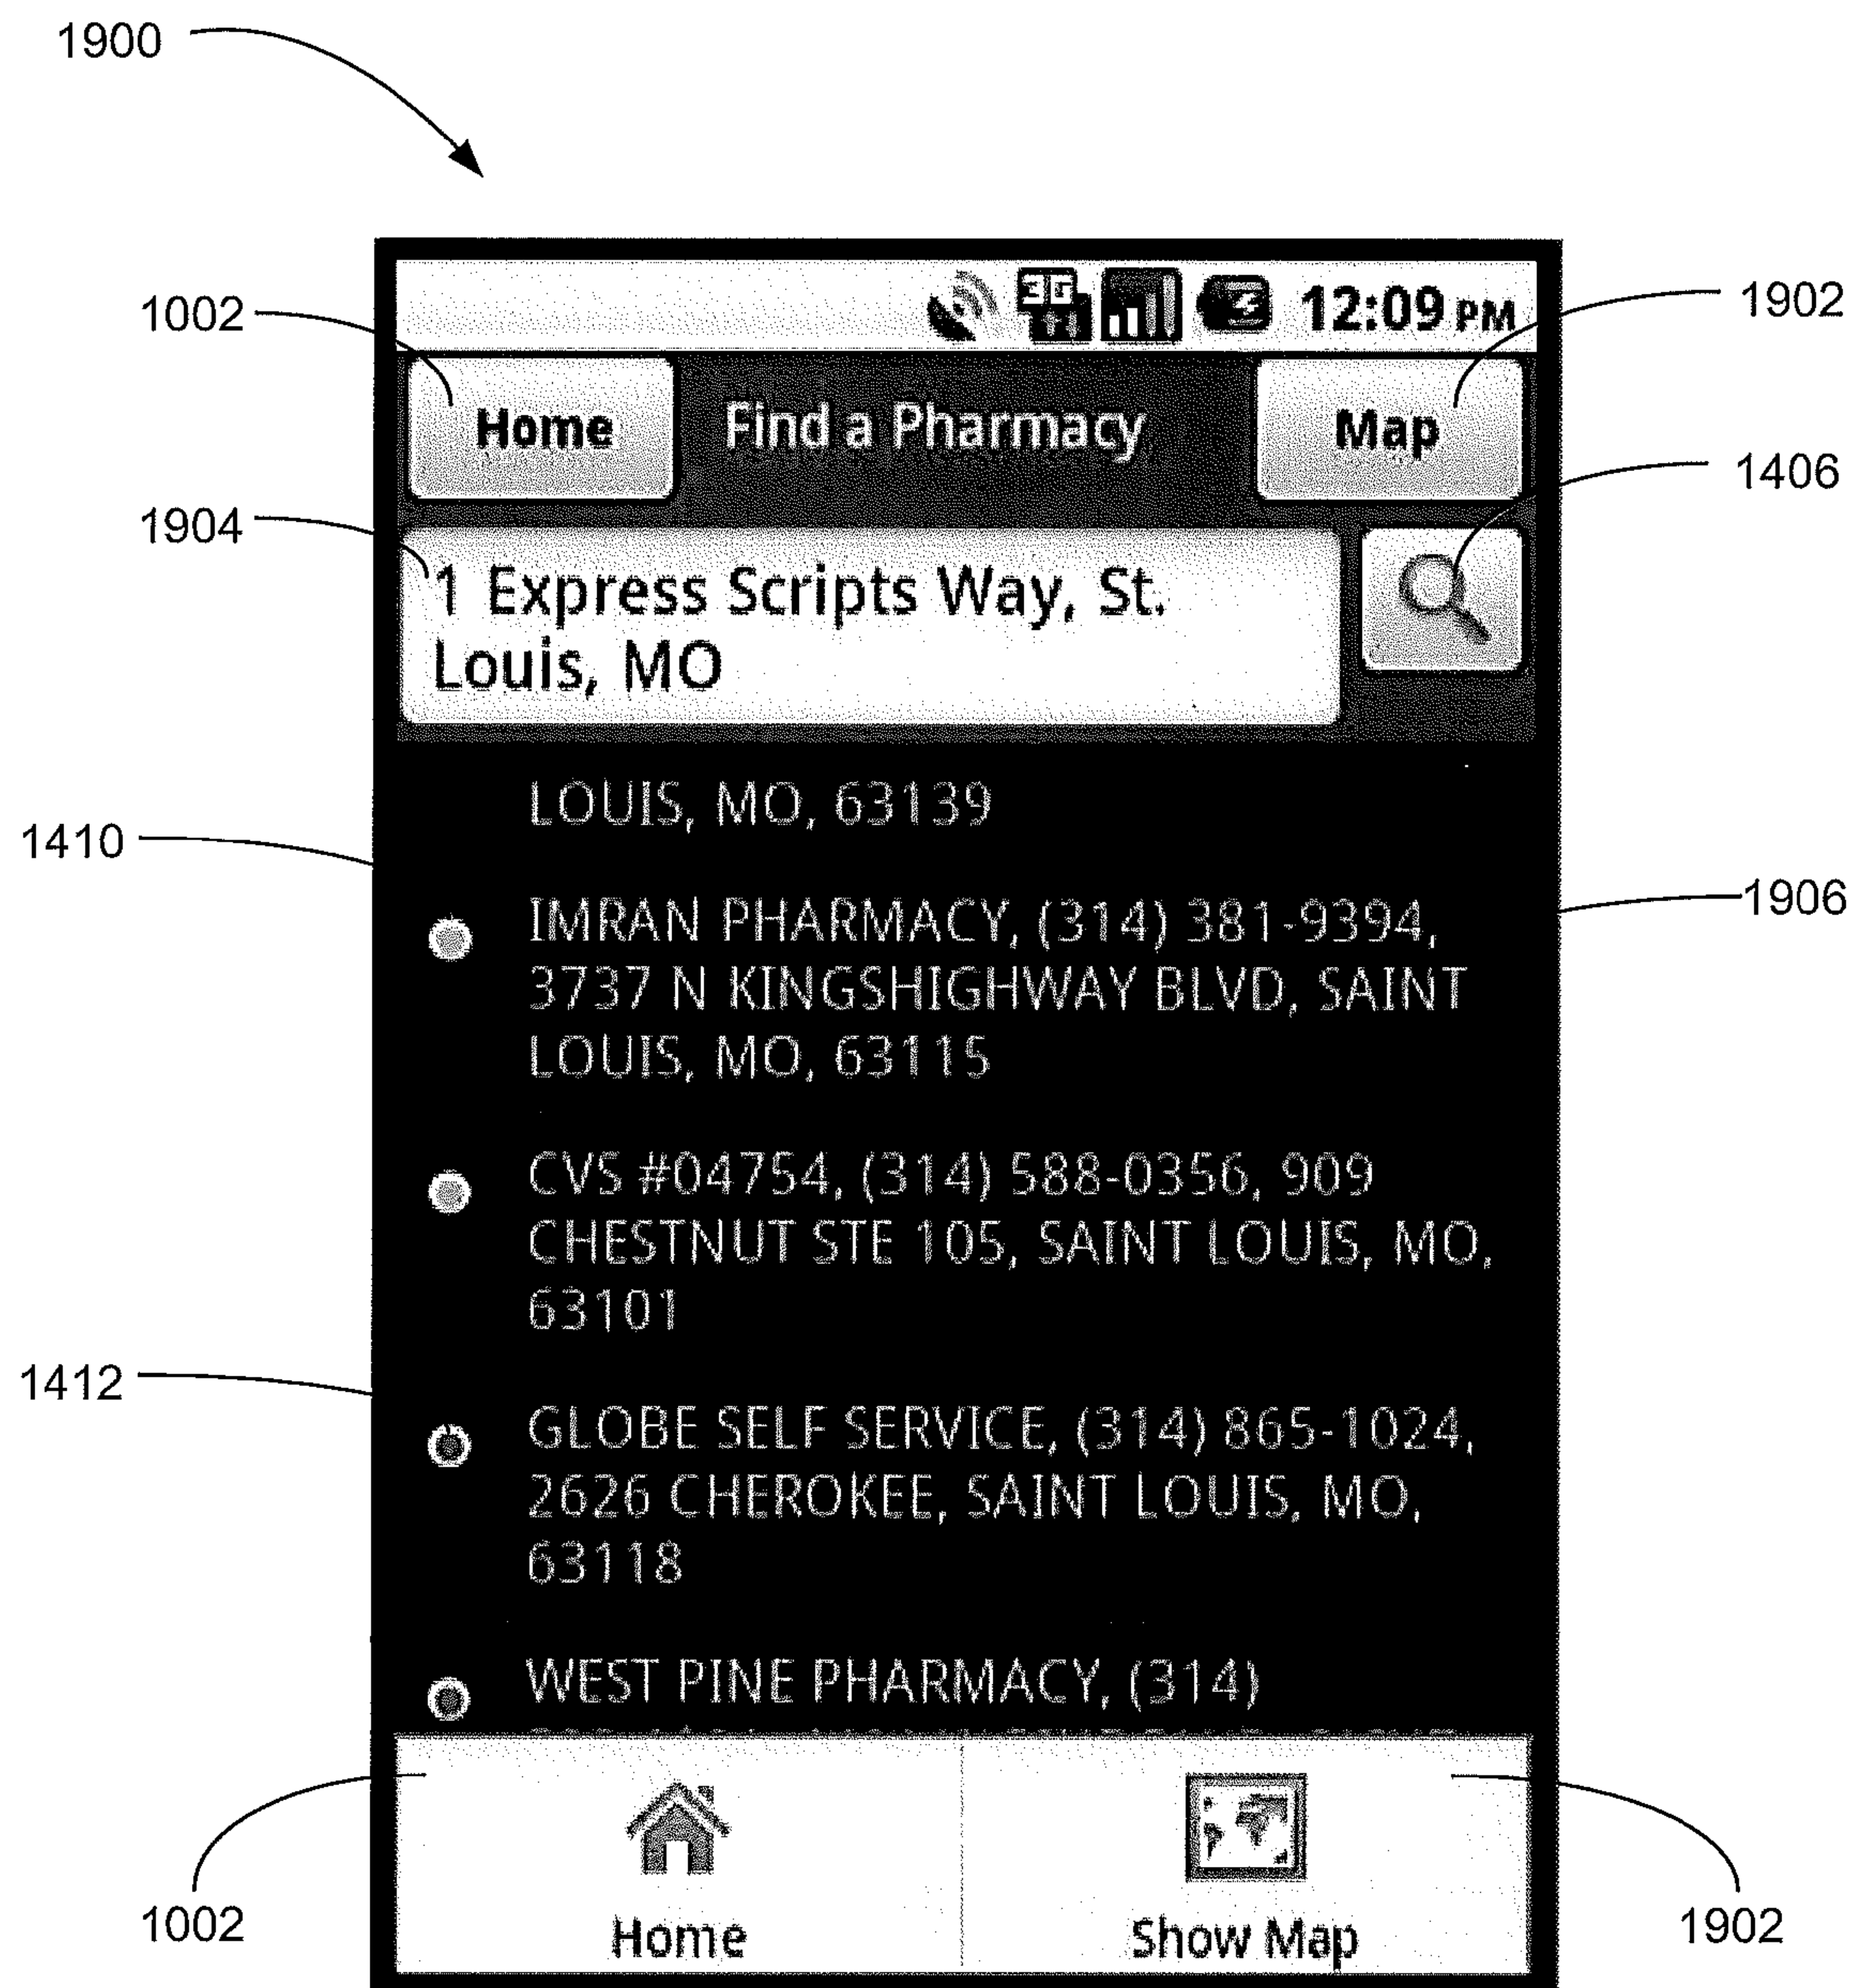 1900
1002
3G
12:09 PM
1902
Home
Find a Pharmacy
Map
1406
1904
1 Express Scripts Way, St.
Louis, MO
LOUIS, MO, 63139
1410
IMRAN PHARMACY, (314) 381-9394,
3737 N KINGSHIGHWAY BLVD, SAINT
LOUIS, MO, 63115
1906
CVS #04754, (314) 588-0356, 909
CHESTNUT STE 105, SAINT LOUIS, MO,
63101
1412
GLOBE SELF SERVICE, (314) 865-1024,
2626 CHEROKEE, SAINT LOUIS, MO,
63118
WEST PINE PHARMACY, (314)
1002
Home
Show Map
1902